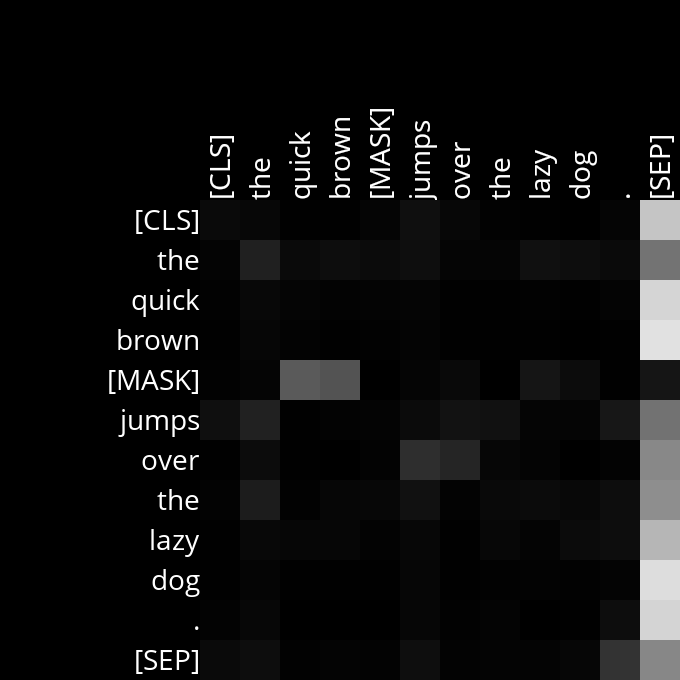 [CLS] the quick brown [MASK] jumps over the lazy dog . [SEP]
[CLS]
the
quick
brown
[MASK]
jumps
over
the
lazy
dog
.
[SEP]